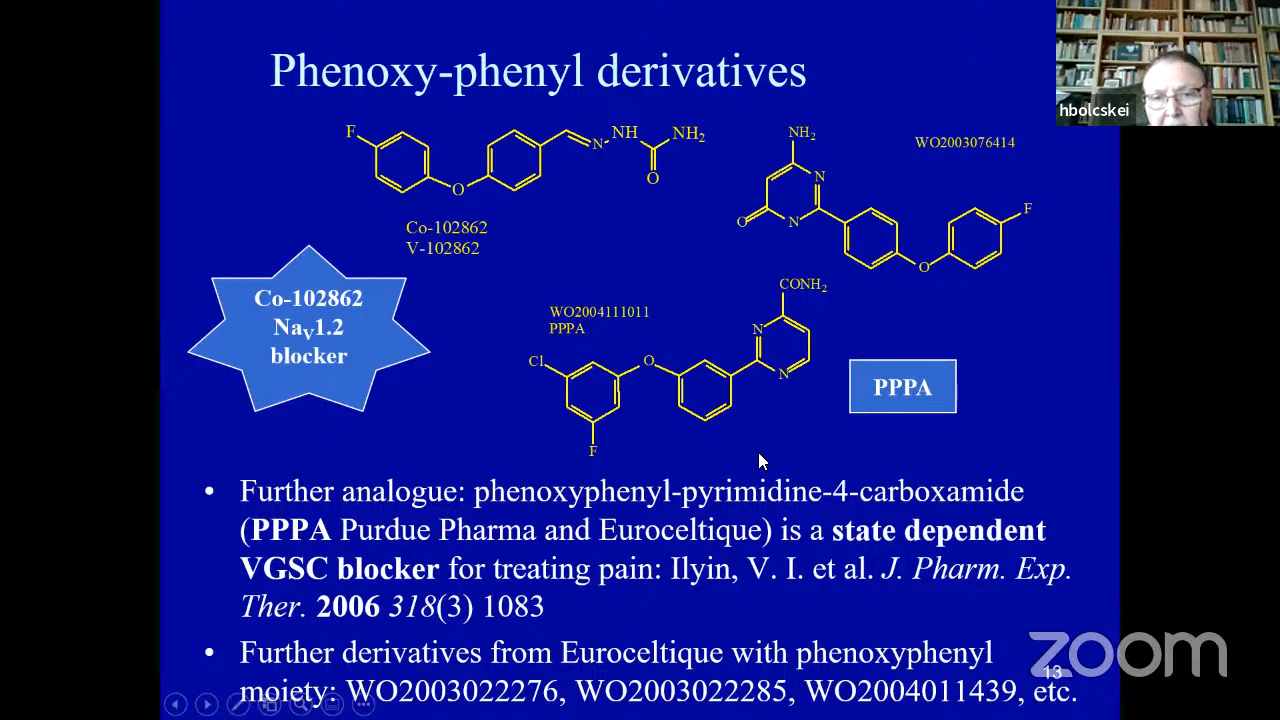 Phenoxy-phenyl derivatives
hbolcskei
F
O
N
NH
NH2
O
Co-102862
V-102862
NH2
N
O
N
O
F
WO2003076414
Co-102862
NaV1.2
blocker
WO2004111011
PPPA
Cl
O
F
N
N
CONH2
PPPA
• Further analogue: phenoxyphenyl-pyrimidine-4-carboxamide
(PPPA Purdue Pharma and Euroceltique) is a state dependent
VGSC blocker for treating pain: Ilyin, V. I. et al. J. Pharm. Exp.
Ther. 2006 318(3) 1083
• Further derivatives from Euroceltique with phenoxyphenyl
moiety: WO2003022276, WO2003022285, WO2004011439, etc.
13
zoom